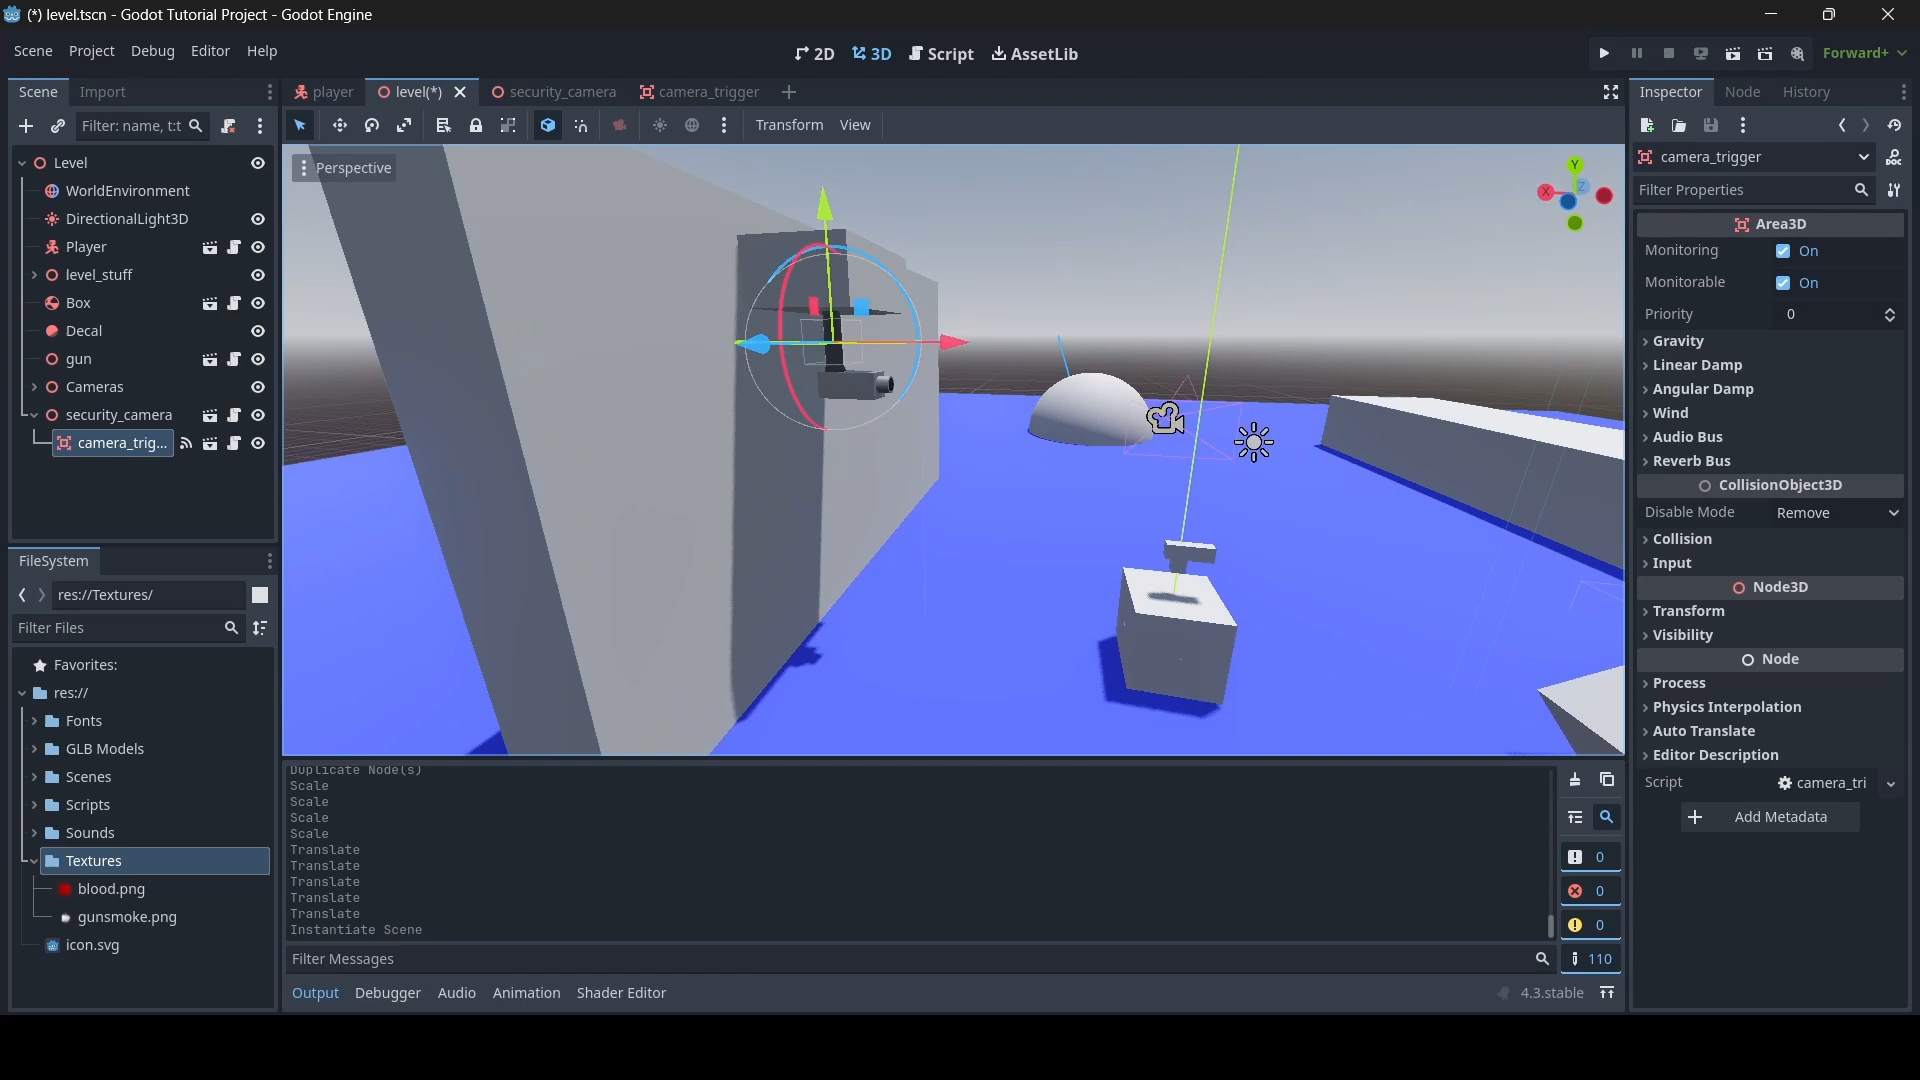 (*) level.tscn - Godot Tutorial Project - Godot Engine
Scene Project Debug Editor Help
2D 3D Script AssetLib
Forward+
Scene Import
player level(*) security_camera camera_trigger
Inspector Node History
Filter: name, t:t
Transform View
Level
WorldEnvironment
DirectionalLight3D
Player
level_stuff
Box
Decal
gun
Cameras
security_camera
camera_trig...
Perspective
Y
X
Z
camera_trigger
Filter Properties
Area3D
Monitoring On
Monitorable On
Priority 0
Gravity
Linear Damp
Angular Damp
Wind
Audio Bus
Reverb Bus
CollisionObject3D
Disable Mode Remove
Collision
Input
Node3D
Transform
Visibility
Node
Process
Physics Interpolation
Auto Translate
Editor Description
Script camera_tri
Add Metadata
FileSystem
res://Textures/
Filter Files
Favorites:
res://
Fonts
GLB Models
Scenes
Scripts
Sounds
Textures
blood.png
gunsmoke.png
icon.svg
Duplicate Node(s)
Scale
Scale
Scale
Scale
Translate
Translate
Translate
Translate
Translate
Instantiate Scene
0
0
0
110
Filter Messages
Output Debugger Audio Animation Shader Editor
4.3.stable